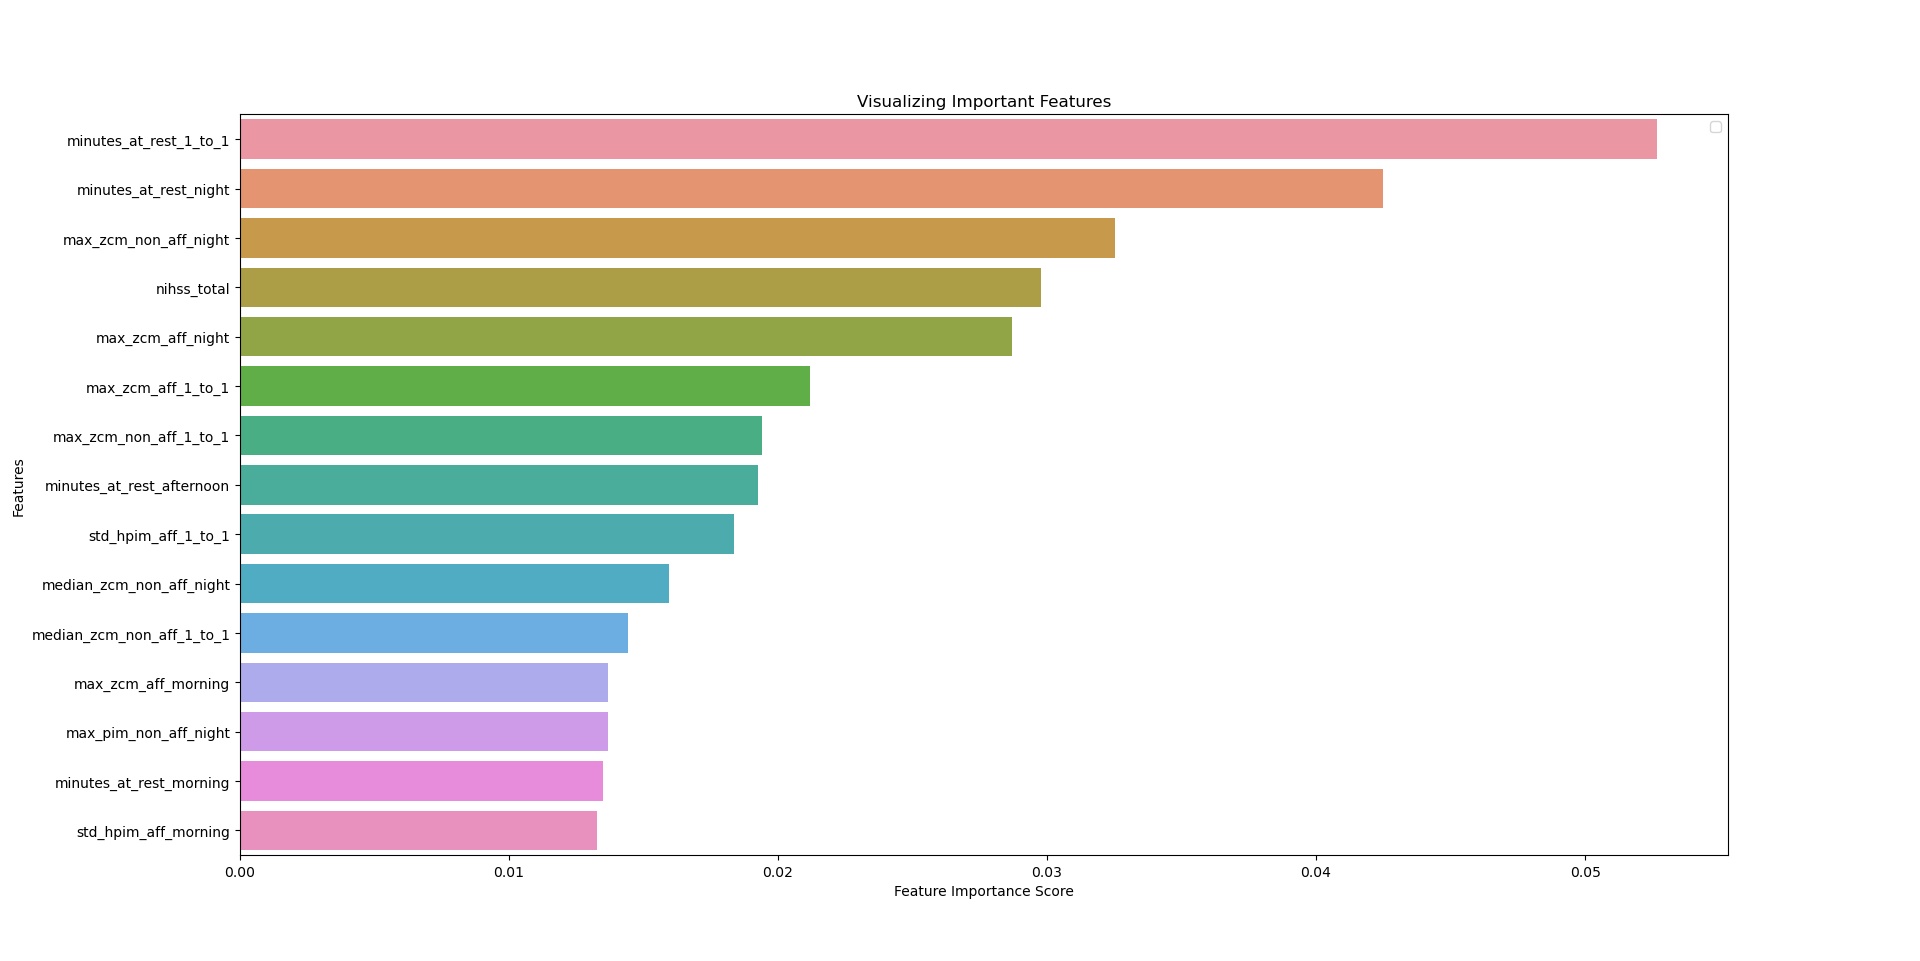 Visualizing Important Features
minutes_at_rest_1_to_1
minutes_at_rest_night
max_zcm_non_aff_night
nihss_total
max_zcm_aff_night
max_zcm_aff_1_to_1
max_zcm_non_aff_1_to_1
minutes_at_rest_afternoon
std_hpim_aff_1_to_1
median_zcm_non_aff_night
median_zcm_non_aff_1_to_1
max_zcm_aff_morning
max_pim_non_aff_night
minutes_at_rest_morning
std_hpim_aff_morning
Features
0.00 0.01 0.02 0.03 0.04 0.05
Feature Importance Score